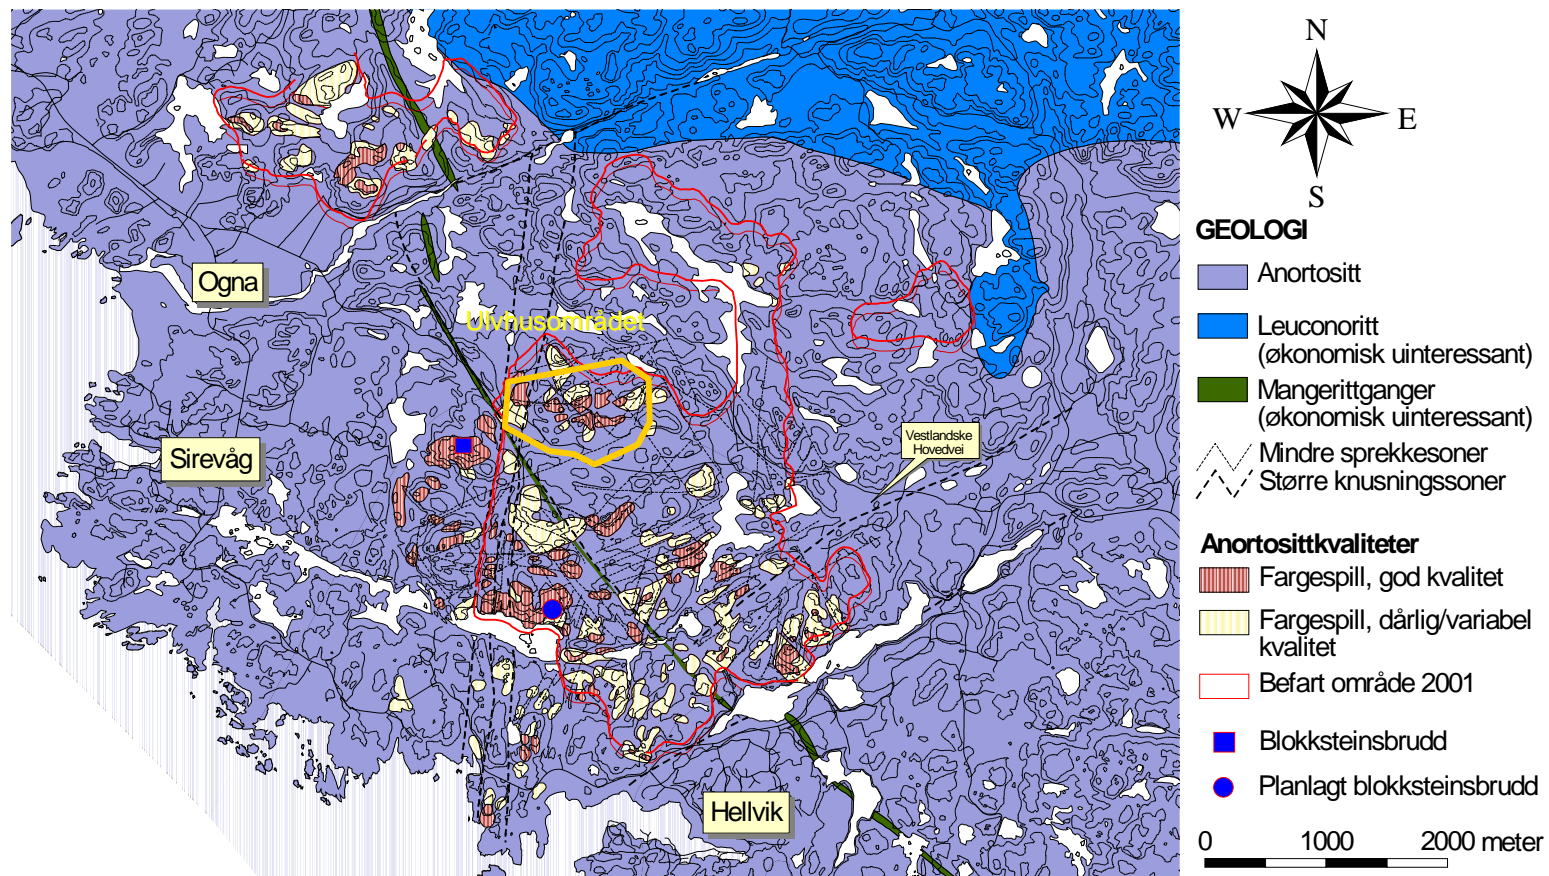 Ogna
Ulvhusområdet
Sirevåg
Vestlandske
Hovedvei
Hellvik
N
W
E
S
GEOLOGI
Anortositt
Leuconoritt
(økonomisk uinteressant)
Mangerittganger
(økonomisk uinteressant)
Mindre sprekkesoner
Større knusningssoner
Anortosittkvaliteter
Fargespill, god kvalitet
Fargespill, dårlig/variabel
kvalitet
Befart område 2001
Blokksteinsbrudd
Planlagt blokksteinsbrudd
0 1000 2000 meter